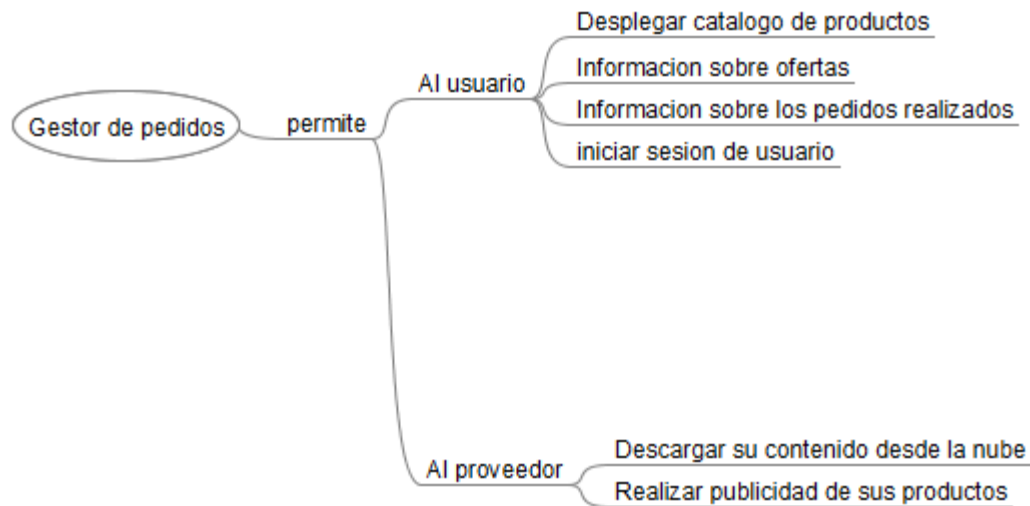 Gestor de pedidos
permite
Al usuario
Desplegar catalogo de productos
Informacion sobre ofertas
Informacion sobre los pedidos realizados
iniciar sesion de usuario
Al proveedor
Descargar su contenido desde la nube
Realizar publicidad de sus productos